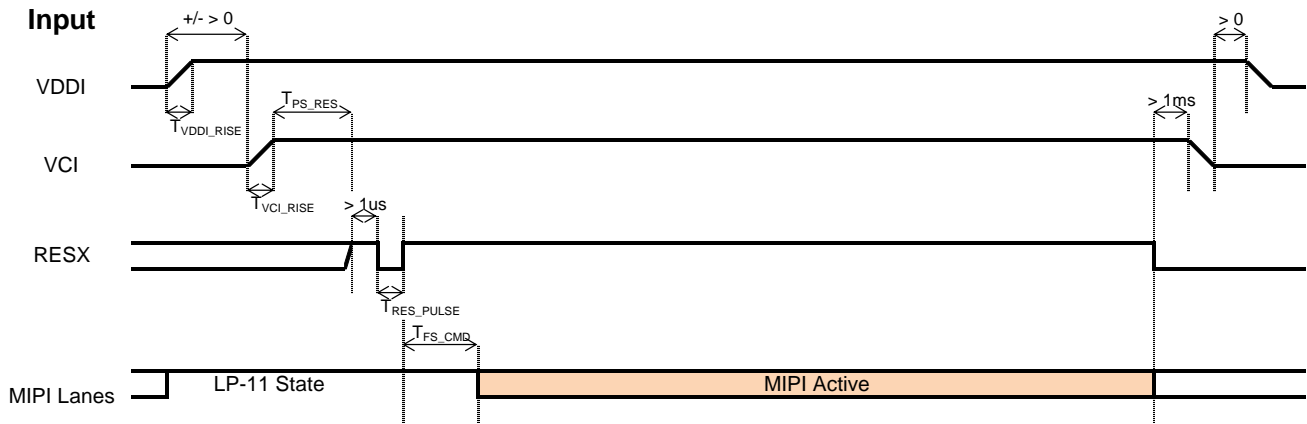 Input
+/- > 0
> 0
VDDI
T_VDDI_RISE
T_PS_RES
> 1ms
VCI
T_VCI_RISE
> 1us
RESX
T_RES_PULSE
T_FS_CMD
MIPI Lanes
LP-11 State
MIPI Active